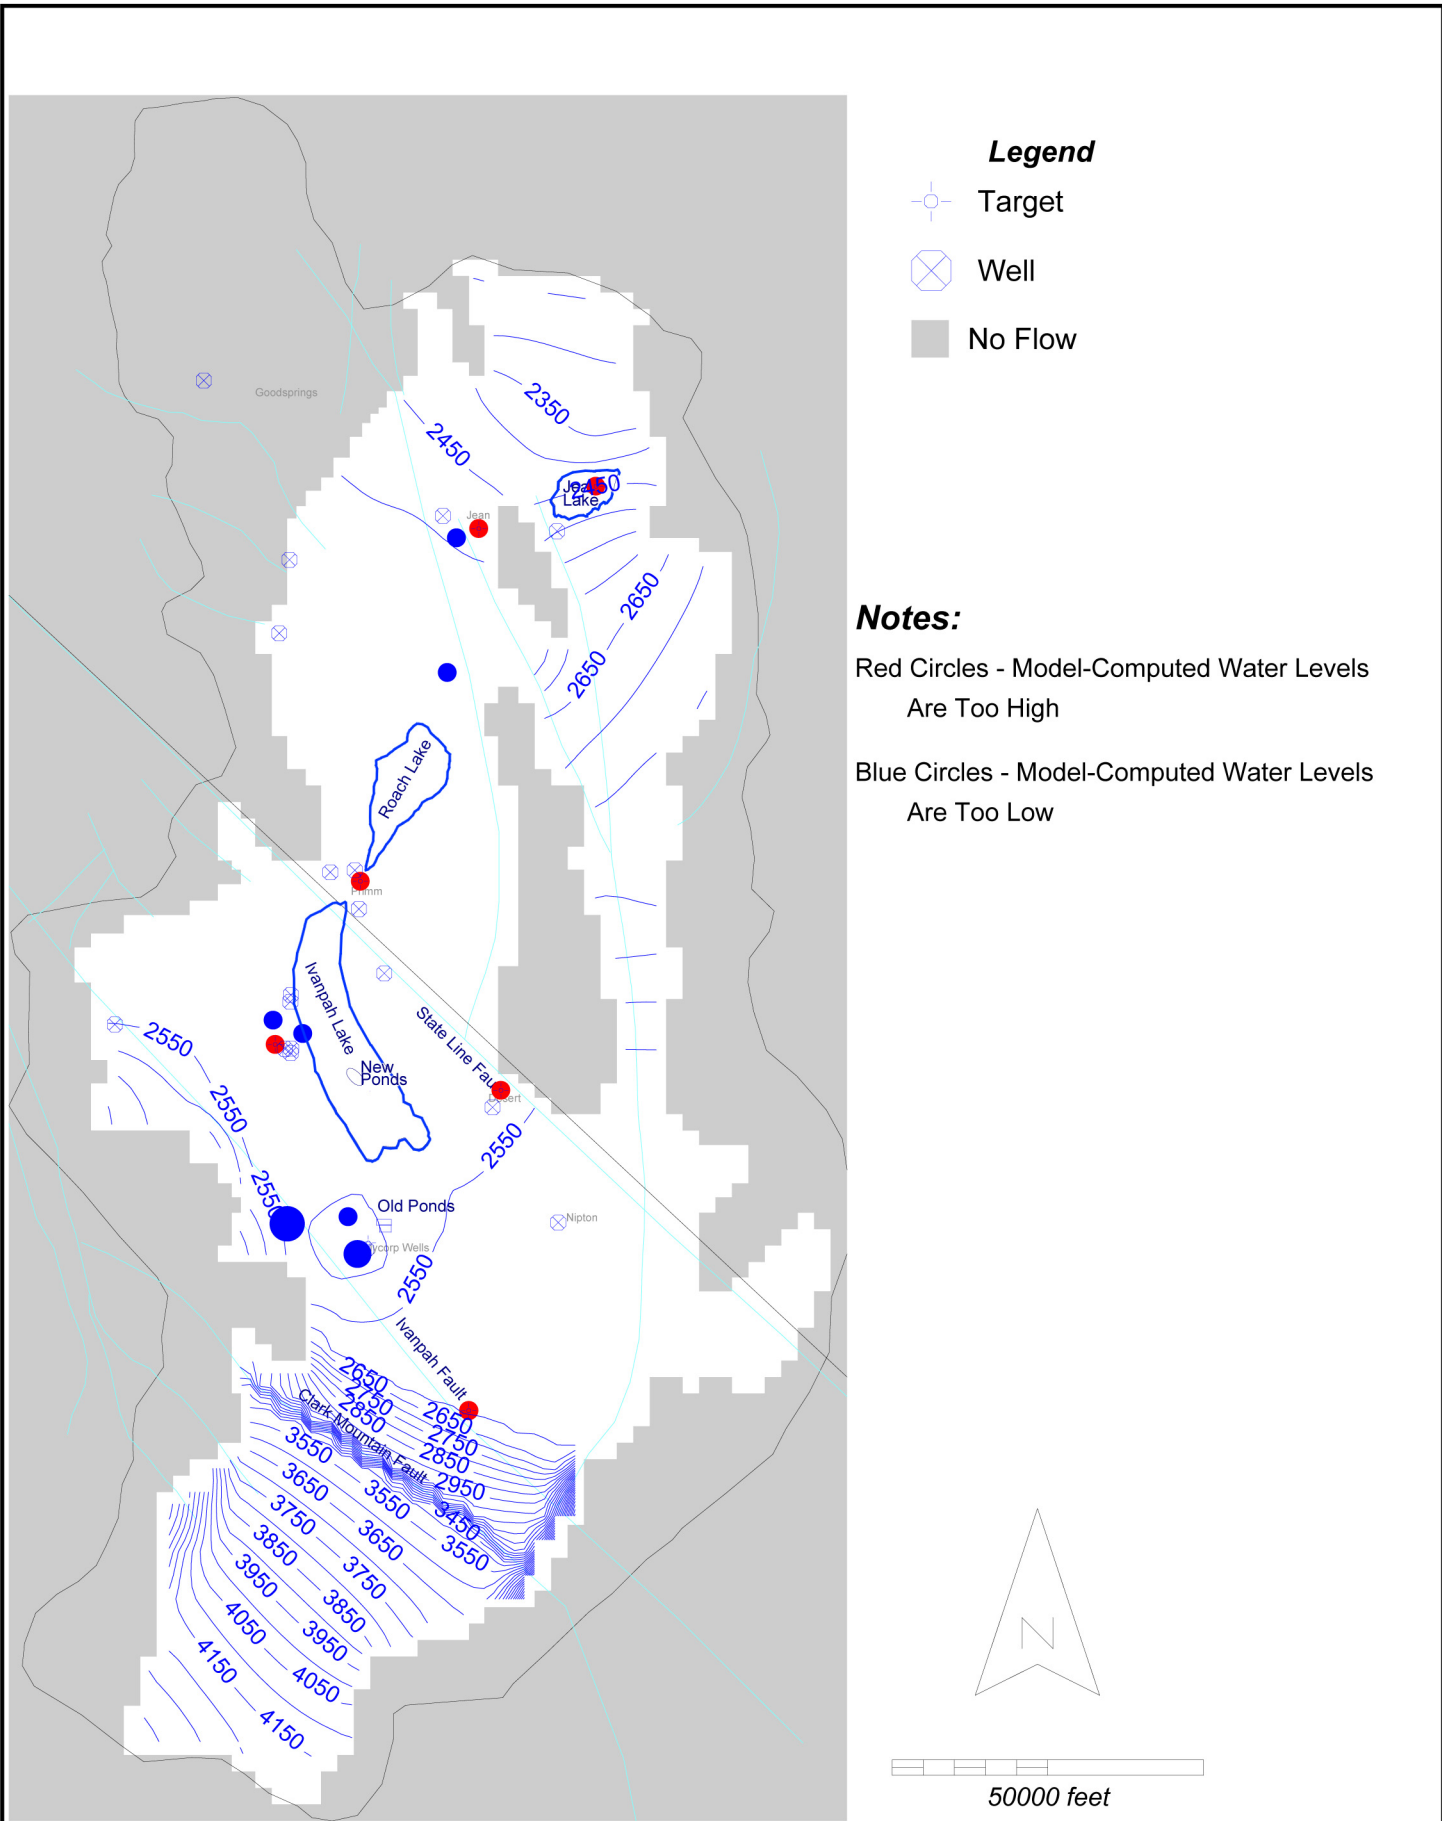 Legend
Target
Well
No Flow
Notes:
Red Circles - Model-Computed Water Levels
Are Too High
Blue Circles - Model-Computed Water Levels
Are Too Low
Goodsprings
2350
2450
2450
Lake
Jean
2650
2650
Roach Lake
Primm
Ivanpah Lake
State Line Fau
New
Ponds
2550
2550
2550
2550
Old Ponds
Nipton
ycorp Wells
2550
Ivanpah Fault
2650
2750
2850
2650
2750
2850
2950
Clark Mountain Fault
3450
3550
3550
3550
3650
3650
3750
3750
3850
3850
3950
3950
4050
4050
4150
4150
N
50000 feet